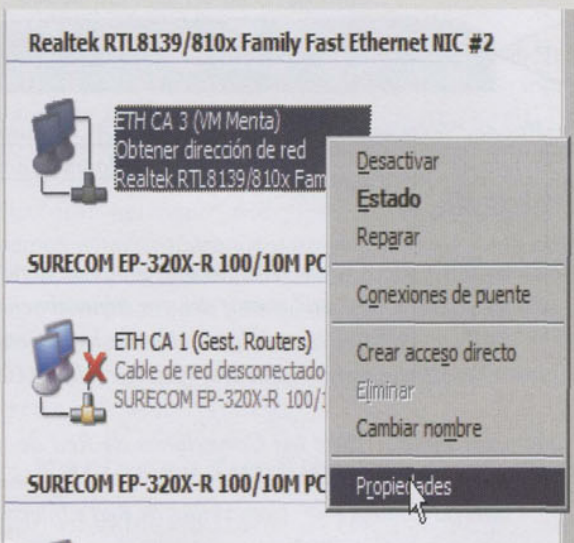 Realtek RTL8139/810x Family Fast Ethernet NIC #2
ETH CA 3 (VM Menta)
Obtener dirección de red
Realtek RTL8139/810x Fam
Desactivar
Estado
Reparar
Conexiones de puente
Crear acceso directo
Eliminar
Cambiar nombre
Propiedades
SURECOM EP-320X-R 100/10M PC
ETH CA 1 (Gest. Routers)
Cable de red desconectado
SURECOM EP-320X-R 100/1
SURECOM EP-320X-R 100/10M PC